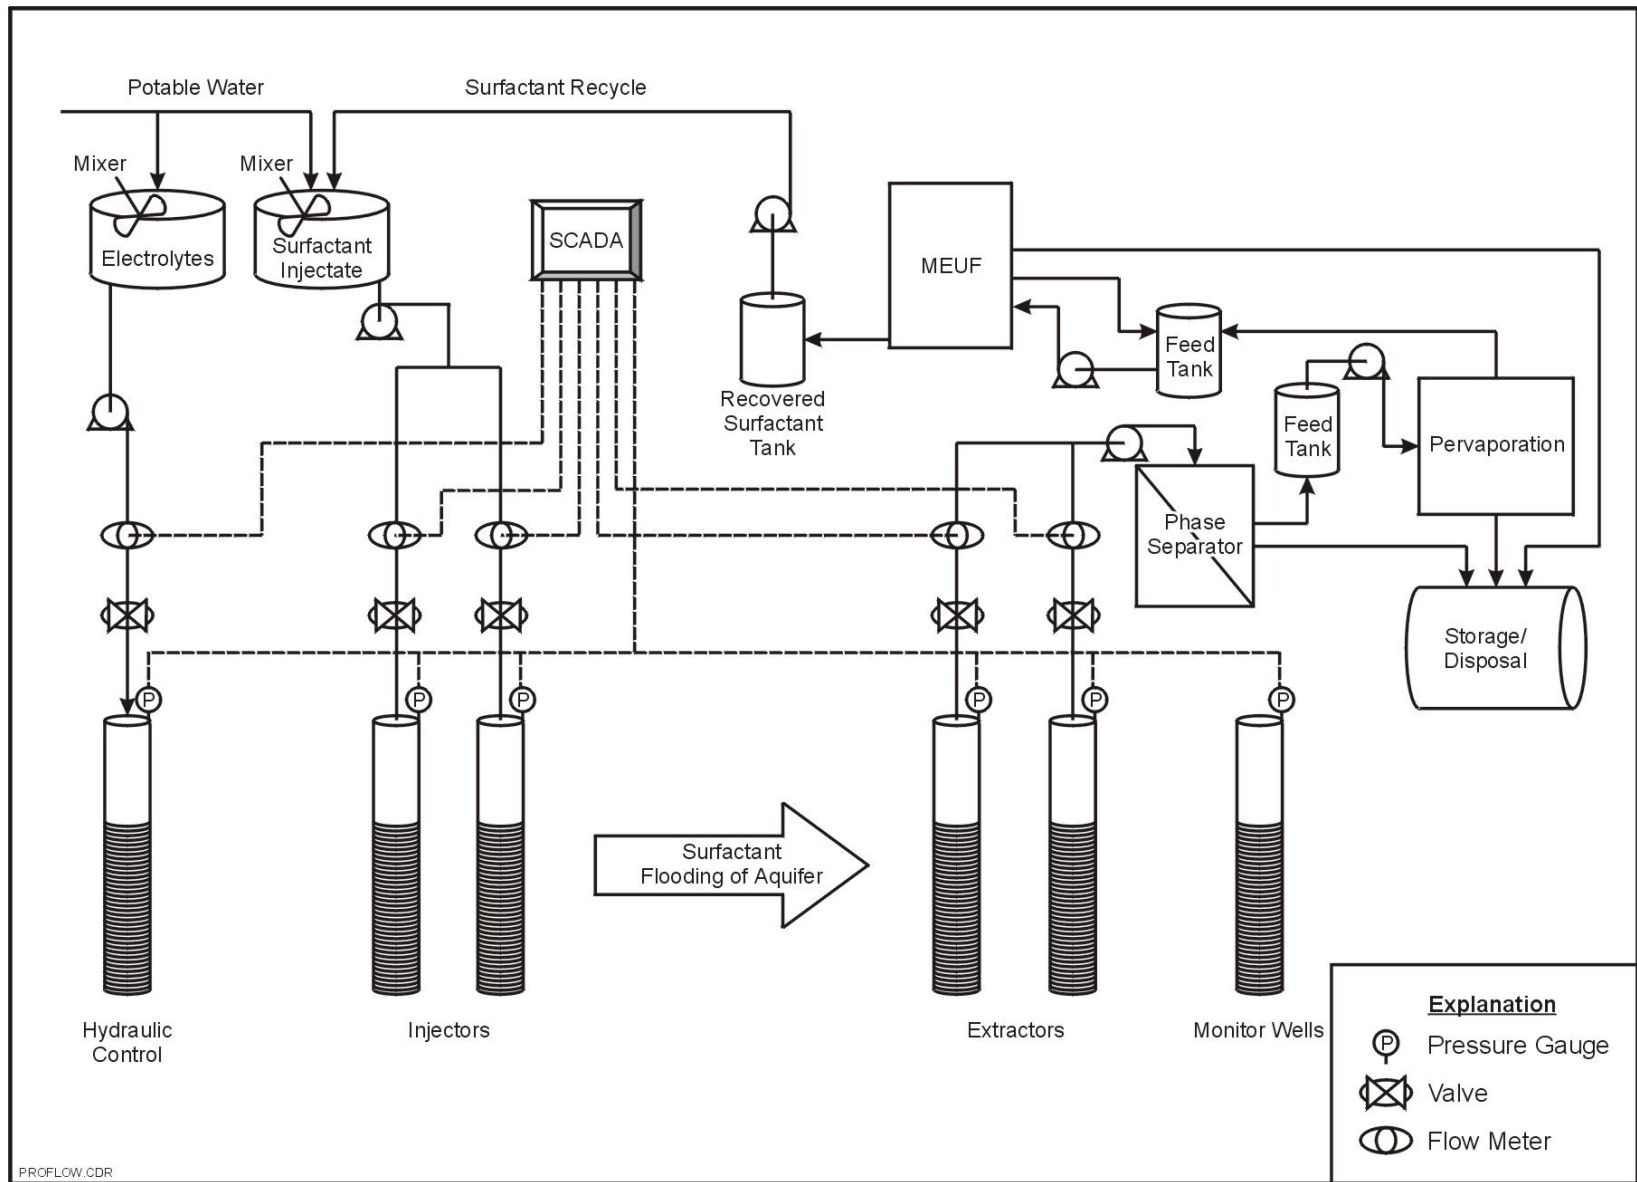 Potable Water
Surfactant Recycle
Mixer
Mixer
Electrolytes
Surfactant
Injectate
SCADA
MEUF
Feed
Tank
Recovered
Surfactant
Tank
Feed
Tank
Pervaporation
Phase
Separator
Storage/
Disposal
P
P
P
P
P
P
Surfactant
Flooding of Aquifer
Hydraulic
Control
Injectors
Extractors
Monitor Wells
Explanation
P Pressure Gauge
Valve
Flow Meter
PROFLOW.CDR